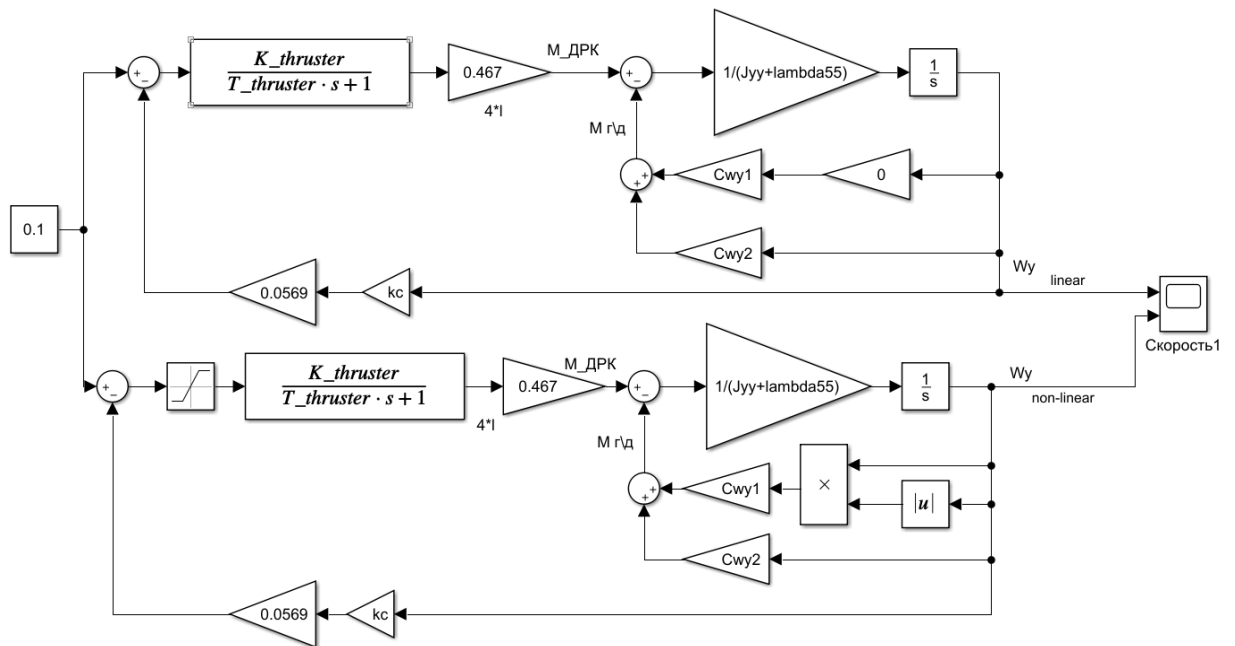 K_thruster
T_thruster · s + 1
0.467
4*l
М_ДРК
+
−
1/(Jyy+lambda55)
1
s
М г\д
+
+
Cwy1
0
Cwy2
0.1
+
−
0.0569
kc
Wy
linear
Скорость1
+
−
K_thruster
T_thruster · s + 1
0.467
4*l
М_ДРК
+
−
1/(Jyy+lambda55)
1
s
Wy
non-linear
М г\д
+
+
Cwy1
×
|u|
Cwy2
0.0569
kc